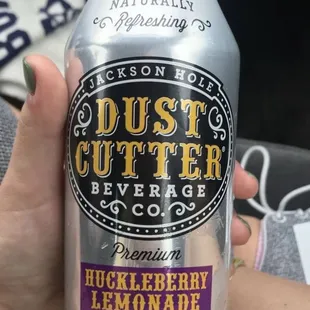 NATURALLY
Refreshing
JACKSON HOLE
DUST
CUTTER
BEVERAGE
CO.
Premium
HUCKLEBERRY
LEMONADE